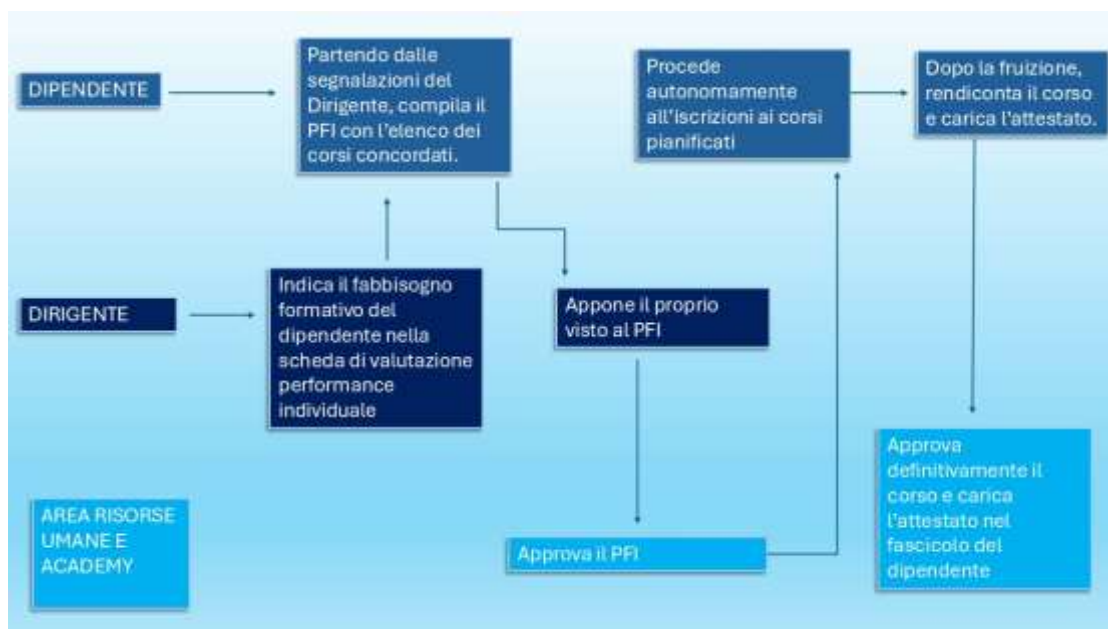 DIPENDENTE
Partendo dalle
segnalazioni del
Dirigente, compila il
PFI con l'elenco dei
corsi concordati.
Procede
autonomamente
all'iscrizioni ai corsi
pianificati
Dopo la fruizione,
rendiconta il corso
e carica l'attestato.
DIRIGENTE
Indica il fabbisogno
formativo del
dipendente nella
scheda di valutazione
performance
individuale
Appone il proprio
visto al PFI
AREA RISORSE
UMANE E
ACADEMY
Approva il PFI
Approva
definitivamente il
corso e carica
l'attestato nel
fascicolo del
dipendente